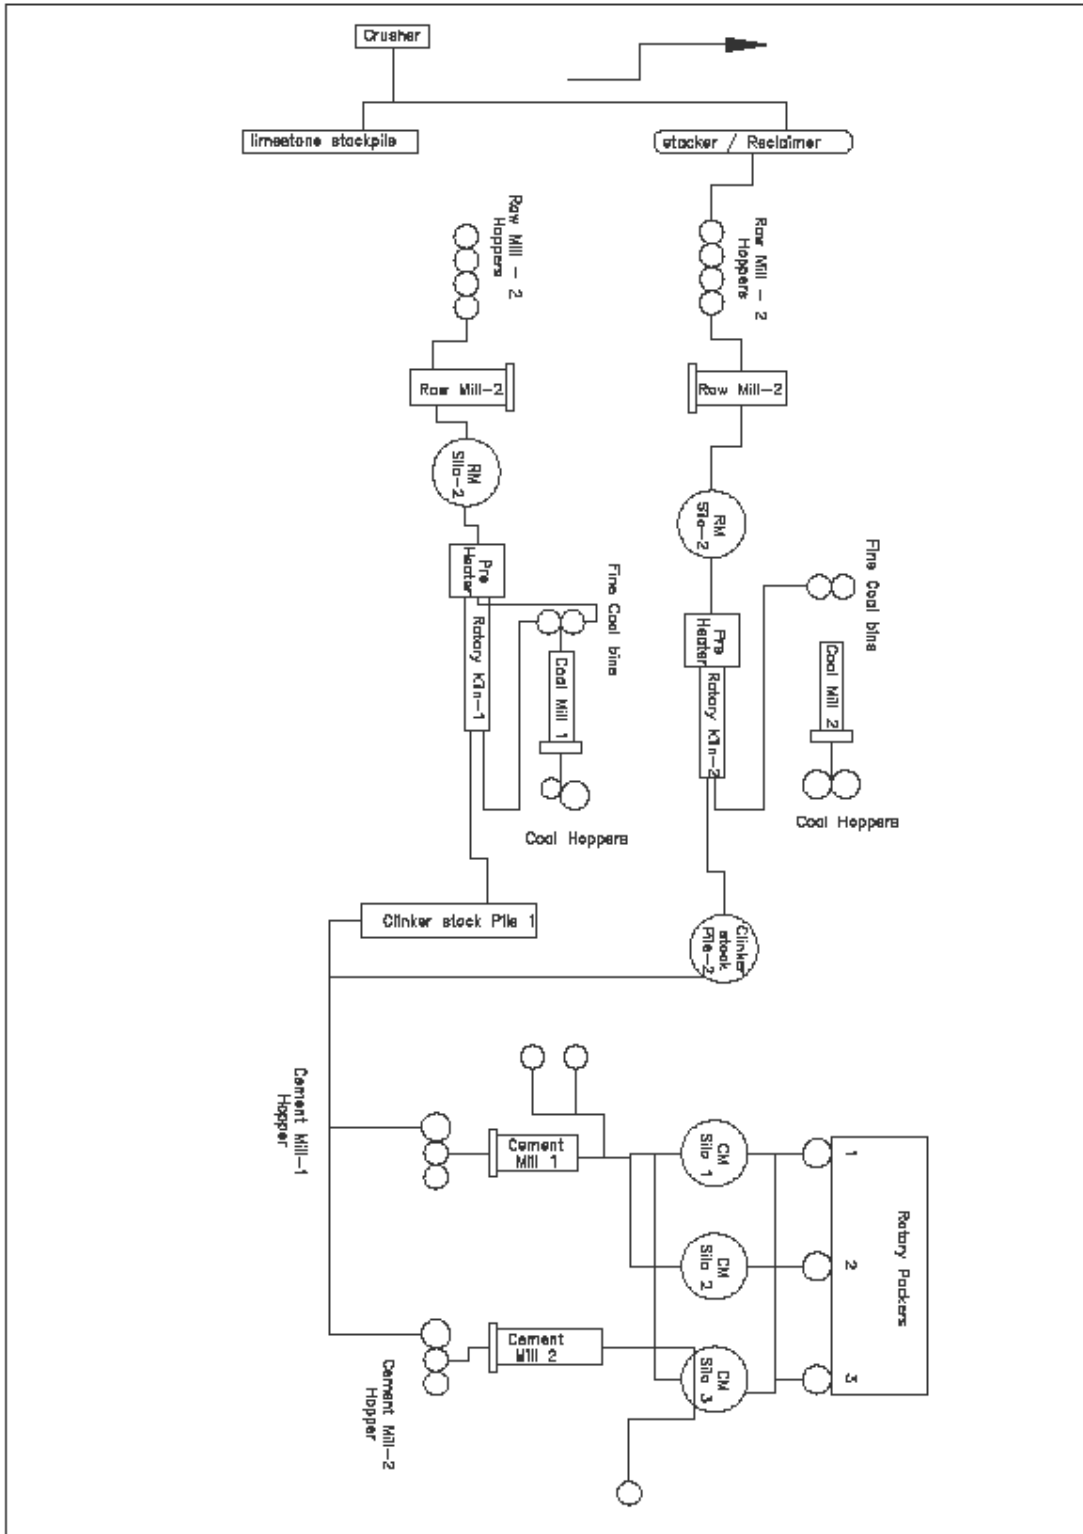 Crusher
limestone stockpile
stacker / Reclaimer
Raw Mill - 2
Hoppers
Raw Mill - 2
Hoppers
Raw Mill-2
Raw Mill-2
RM
Silo-2
RM
Silo-2
Pre
Heater
Rotary Kiln-1
Fine Coal bins
Coal Mill 1
Coal Hoppers
Pre
Heater
Rotary Kiln-2
Fine Coal bins
Coal Mill 2
Coal Hoppers
Clinker stock Pile 1
Clinker
stock
Pile-2
Cement Mill-1
Hopper
Cement
Mill 1
CM
Silo 1
1
CM
Silo 2
2
Rotary Packers
Cement
Mill 2
CM
Silo 3
3
Cement Mill-2
Hopper